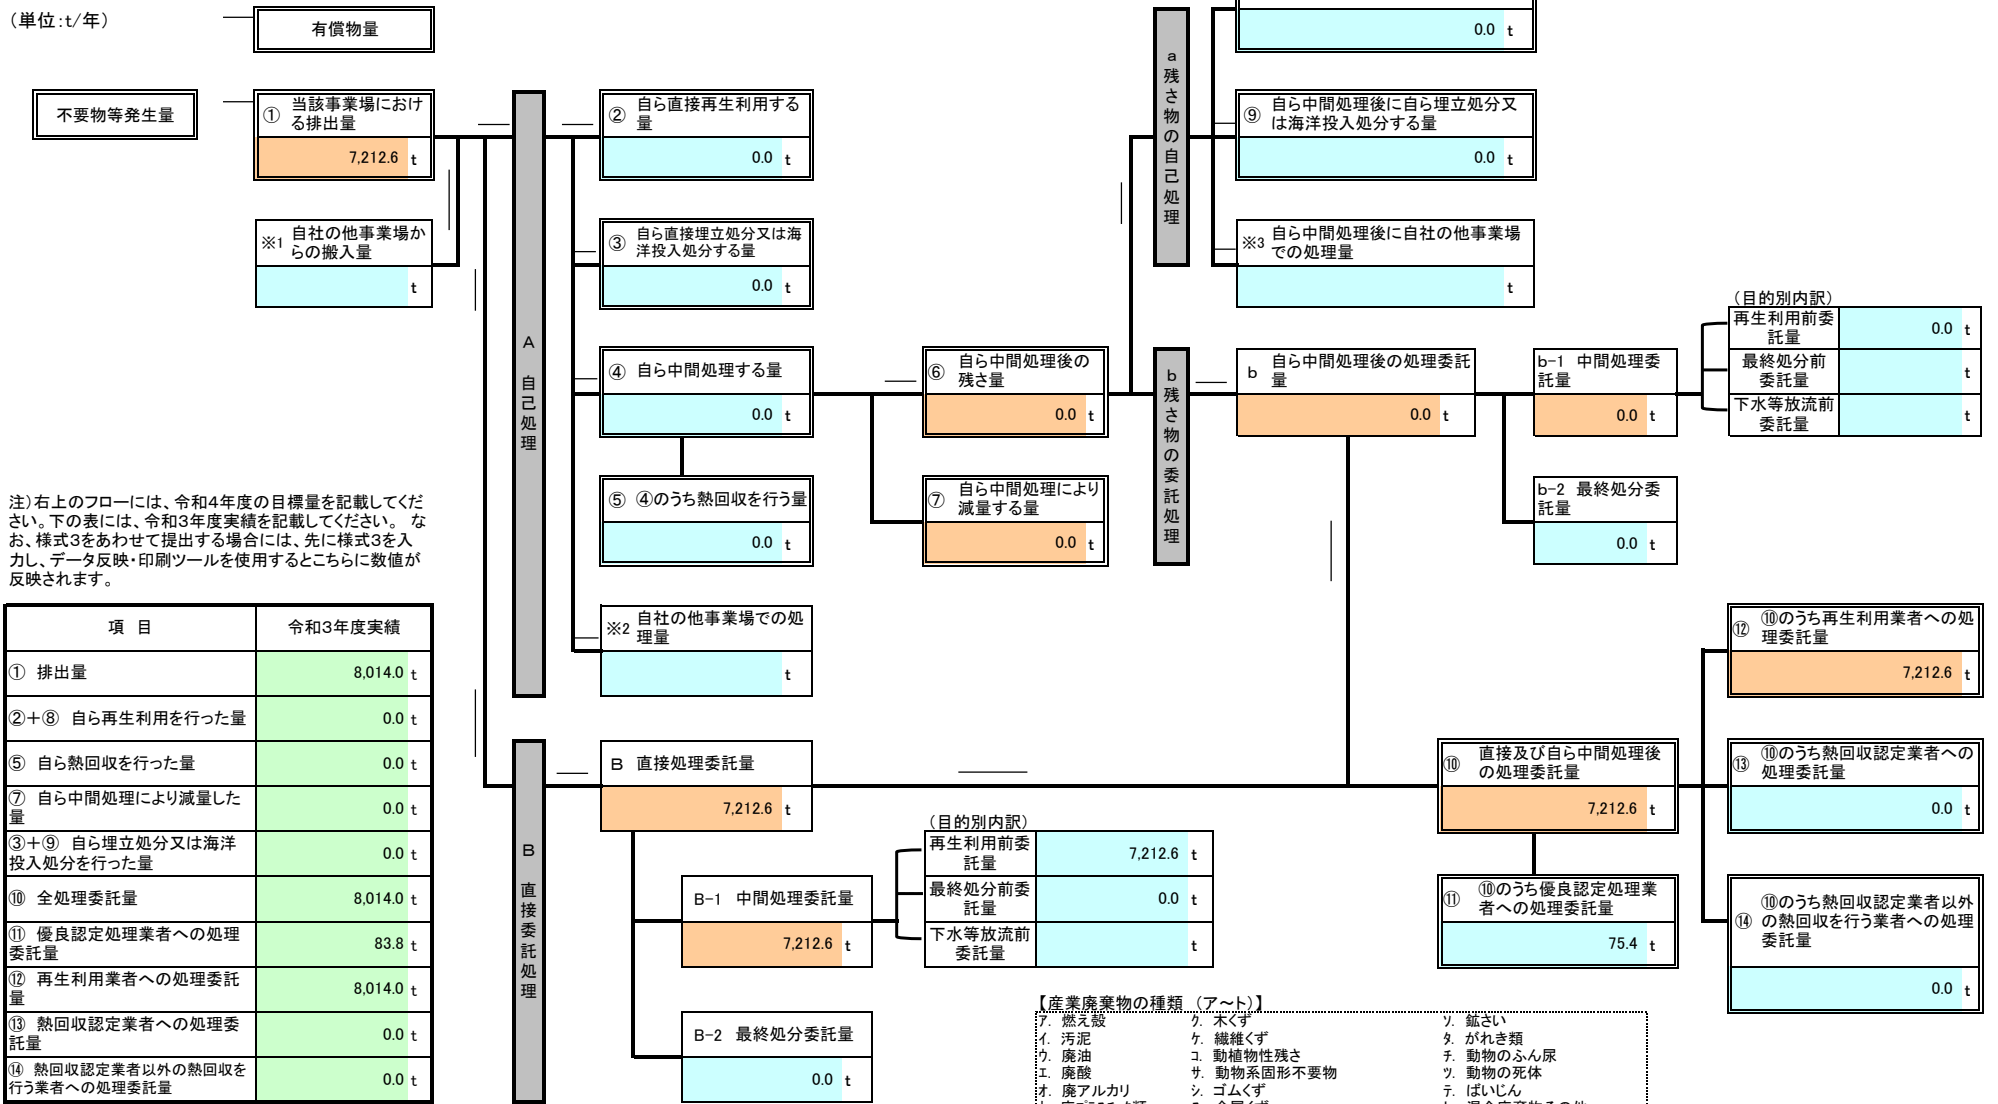 （単位:t/年）
有償物量
0.0 t
不要物等発生量
① 当該事業場におけ
る排出量
7,212.6 t
② 自ら直接再生利用する
量
0.0 t
⑨ 自ら中間処理後に自ら埋立処分又
は海洋投入処分する量
0.0 t
a 残さ物の自己処理
※1 自社の他事業場か
らの搬入量
t
③ 自ら直接埋立処分又は海
洋投入処分する量
0.0 t
※3 自ら中間処理後に自社の他事業場
での処理量
t
A 自己処理
④ 自ら中間処理する量
0.0 t
⑥ 自ら中間処理後の
残さ量
0.0 t
b 残さ物の委託処理
b 自ら中間処理後の処理委託
量
0.0 t
b-1 中間処理委
託量
0.0 t
（目的別内訳）
再生利用前委
託量
0.0 t
最終処分前
委託量
t
下水等放流前
委託量
t
⑤ ④のうち熱回収を行う量
0.0 t
⑦ 自ら中間処理により
減量する量
0.0 t
b-2 最終処分委
託量
0.0 t
注）右上のフローには、令和4年度の目標量を記載してくだ
さい。下の表には、令和3年度実績を記載してください。 な
お、様式3をあわせて提出する場合には、先に様式3を入
力し、データ反映・印刷ツールを使用するとこちらに数値が
反映されます。
項 目 令和3年度実績
① 排出量 8,014.0 t
②＋⑧ 自ら再生利用を行った量 0.0 t
⑤ 自ら熱回収を行った量 0.0 t
⑦ 自ら中間処理により減量した
量 0.0 t
③＋⑨ 自ら埋立処分又は海洋
投入処分を行った量 0.0 t
⑩ 全処理委託量 8,014.0 t
⑪ 優良認定処理業者への処理
委託量 83.8 t
⑫ 再生利用業者への処理委託
量 8,014.0 t
⑬ 熱回収認定業者への処理委
託量 0.0 t
⑭ 熱回収認定業者以外の熱回収を
行う業者への処理委託量 0.0 t
※2 自社の他事業場での処
理量
t
B 直接委託処理
B 直接処理委託量
7,212.6 t
B-1 中間処理委託量
7,212.6 t
（目的別内訳）
再生利用前委
託量
7,212.6 t
最終処分前委
託量
0.0 t
下水等放流前
委託量
t
B-2 最終処分委託量
0.0 t
⑩ 直接及び自ら中間処理後
の処理委託量
7,212.6 t
⑪ ⑩のうち優良認定処理業
者への処理委託量
75.4 t
⑫ ⑩のうち再生利用業者への処
理委託量
7,212.6 t
⑬ ⑩のうち熱回収認定業者への
処理委託量
0.0 t
⑭ ⑩のうち熱回収認定業者以外
の熱回収を行う業者への処理
委託量
0.0 t
【産業廃棄物の種類 （ア～ト）】
ア. 燃え殻 ク. 木くず ソ. 鉱さい
イ. 汚泥 ケ. 繊維くず タ. がれき類
ウ. 廃油 コ. 動植物性残さ チ. 動物のふん尿
エ. 廃酸 サ. 動物系固形不要物 ツ. 動物の死体
オ. 廃アルカリ シ. ゴムくず テ. ばいじん